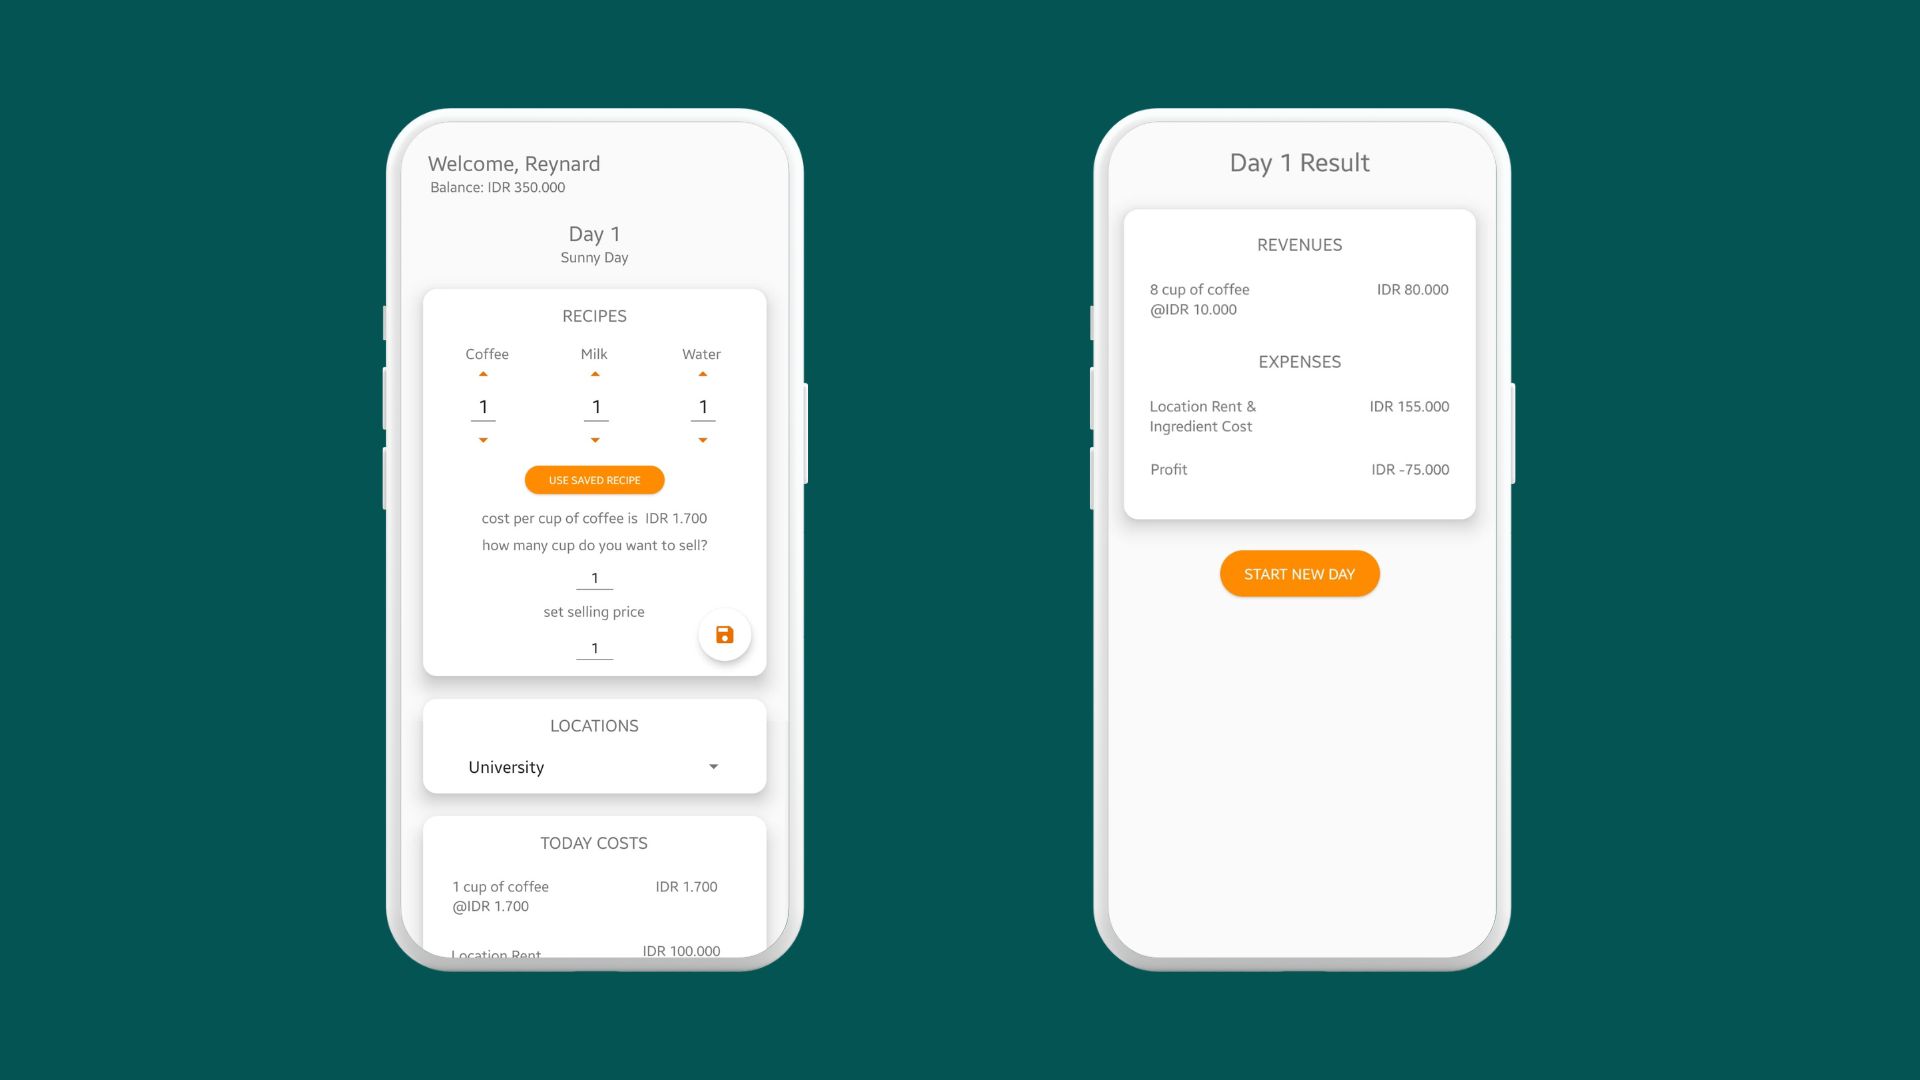 Welcome, Reynard
Balance: IDR 350.000
Day 1
Sunny Day
RECIPES
Coffee Milk Water
1 1 1
USE SAVED RECIPE
cost per cup of coffee is IDR 1.700
how many cup do you want to sell?
1
set selling price
1
LOCATIONS
University
TODAY COSTS
1 cup of coffee IDR 1.700
@IDR 1.700
Location Rent IDR 100.000
Day 1 Result
REVENUES
8 cup of coffee IDR 80.000
@IDR 10.000
EXPENSES
Location Rent & IDR 155.000
Ingredient Cost
Profit IDR -75.000
START NEW DAY